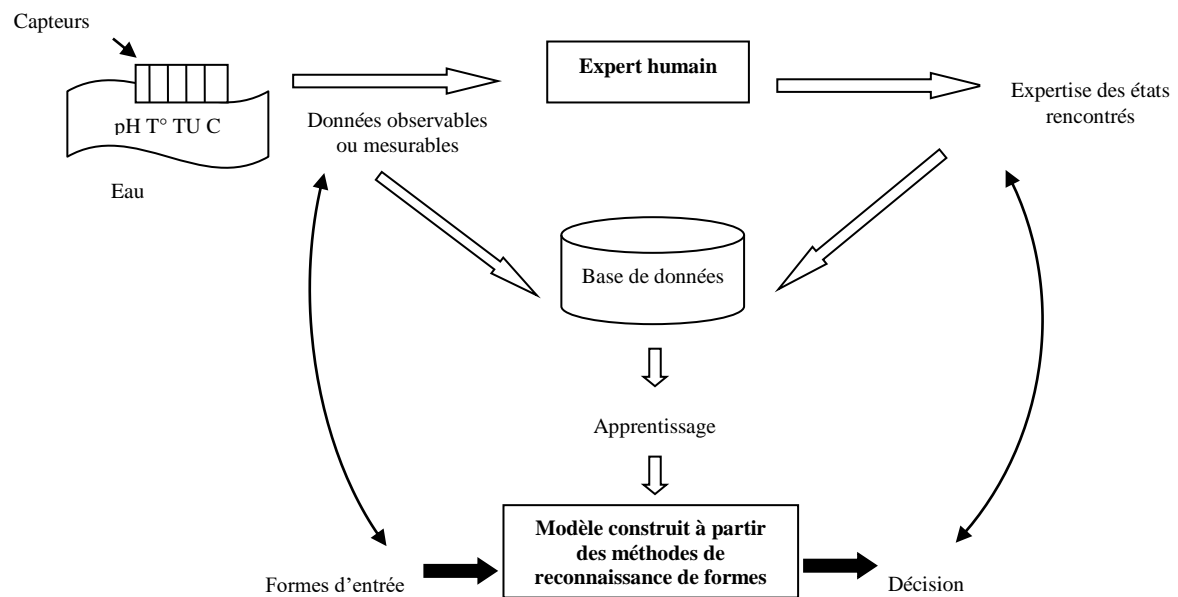 Capteurs
pH T° TU C
Eau
Données observables
ou mesurables
Expert humain
Expertise des états
rencontrés
Base de données
Apprentissage
Formes d'entrée
Modèle construit à partir
des méthodes de
reconnaissance de formes
Décision